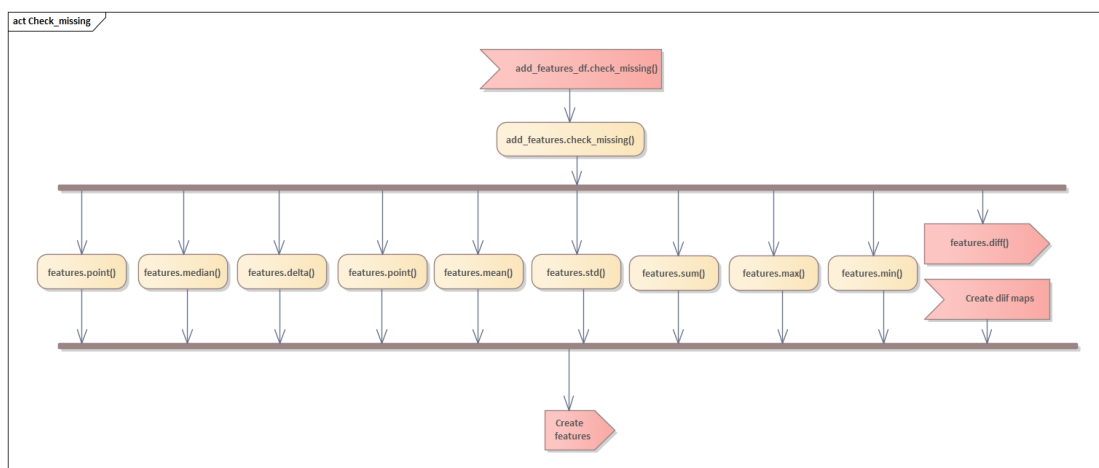 act Check_missing
add_features_df.check_missing()
add_features.check_missing()
features.point()
features.median()
features.delta()
features.point()
features.mean()
features.std()
features.sum()
features.max()
features.min()
features.diff()
Create diif maps
Create
features